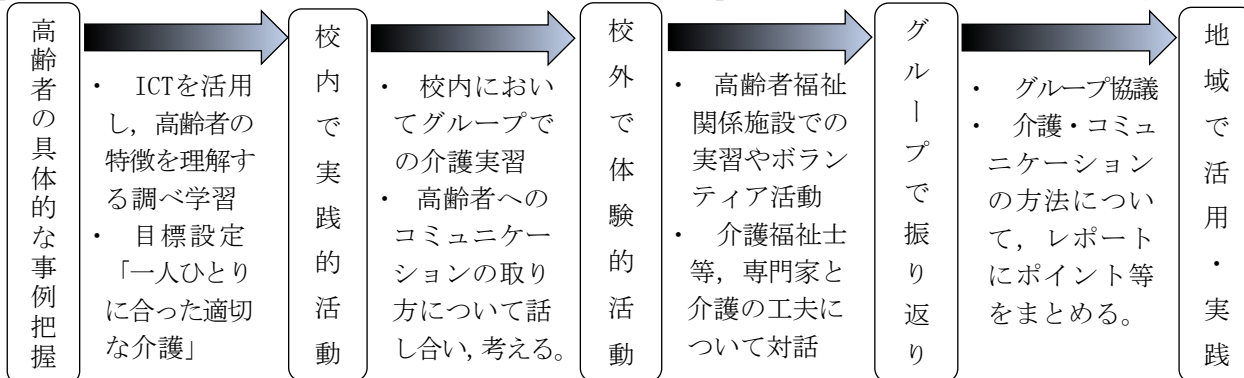 高齢者の具体的な事例把握
・ ICTを活用
し，高齢者の
特徴を理解す
る調べ学習
・ 目標設定
「一人ひとり
に合った適切
な介護」
校内で実践的活動
・ 校内におい
てグループで
の介護実習
・ 高齢者への
コミュニケー
ションの取り
方について話
し合い，考える。
校外で体験的活動
・ 高齢者福祉
関係施設での
実習やボラン
ティア活動
・ 介護福祉士
等，専門家と
介護の工夫に
ついて対話
グループで振り返り
・ グループ協議
・ 介護・コミュ
ニケーション
の方法につい
て，レポート
にポイント等
をまとめる。
地域で活用・実践